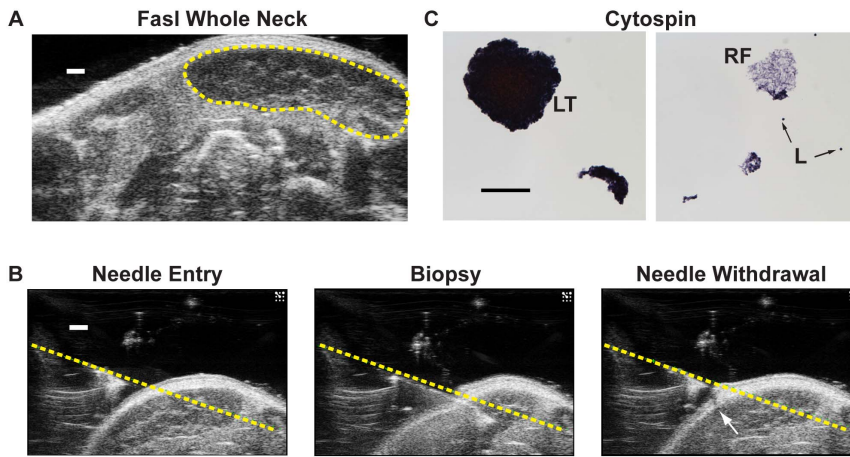 A
Fasl Whole Neck
C
Cytospin
LT
RF
L
B
Needle Entry
Biopsy
Needle Withdrawal